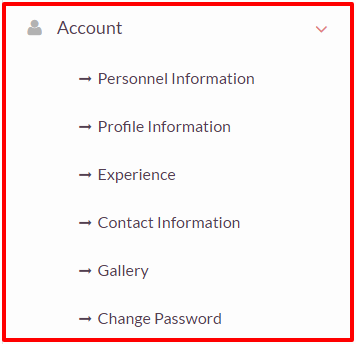 Account
Personnel Information
Profile Information
Experience
Contact Information
Gallery
Change Password